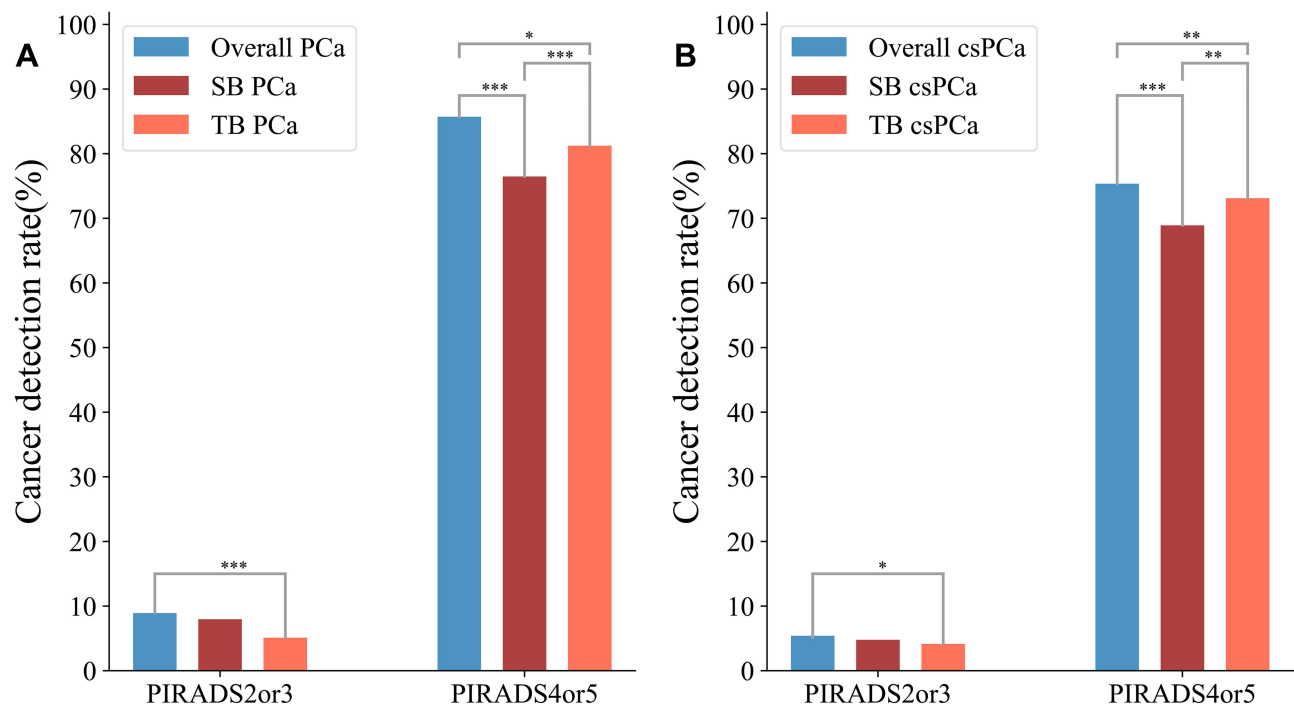 A
Cancer detection rate(%)
100
90
80
70
60
50
40
30
20
10
0
Overall PCa
SB PCa
TB PCa
***
*
***
***
PIRADS2or3
PIRADS4or5
B
Cancer detection rate(%)
100
90
80
70
60
50
40
30
20
10
0
Overall csPCa
SB csPCa
TB csPCa
*
**
**
***
PIRADS2or3
PIRADS4or5